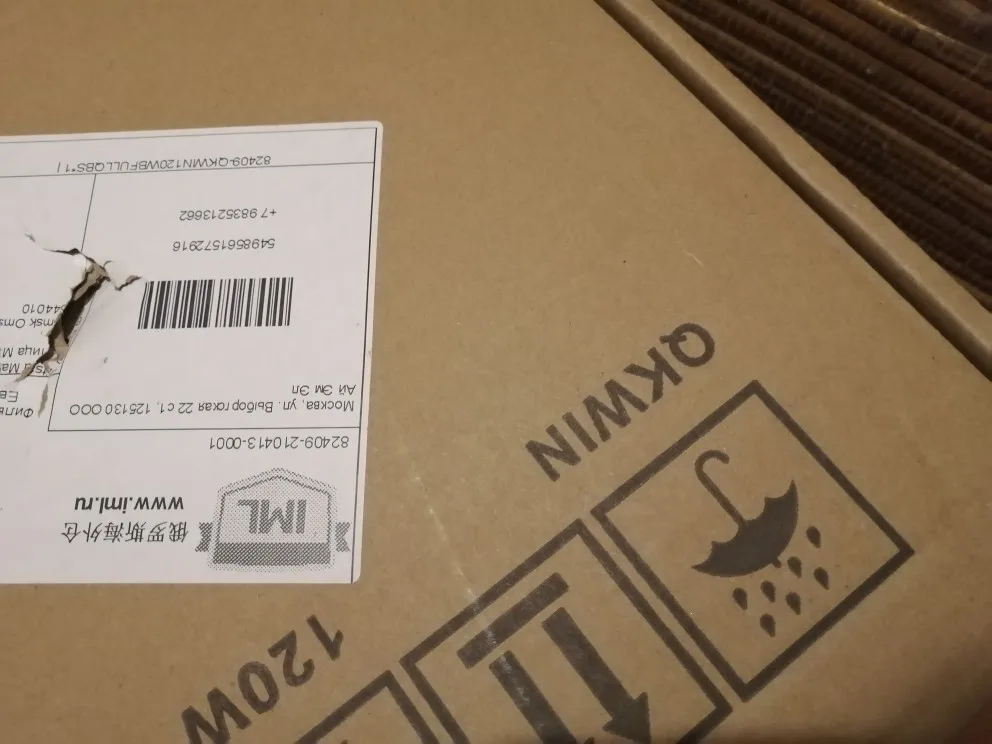 120W
QKWIN
IML
俄罗斯海外仓
www.iml.ru
82409-210413-0001
Москва, ул. Выборгская 22 с1, 125130 ООО
Ай Эм Эл
5498561572916
+7 9835213662
82409-QKWIN120WBFULLQBS*1 |